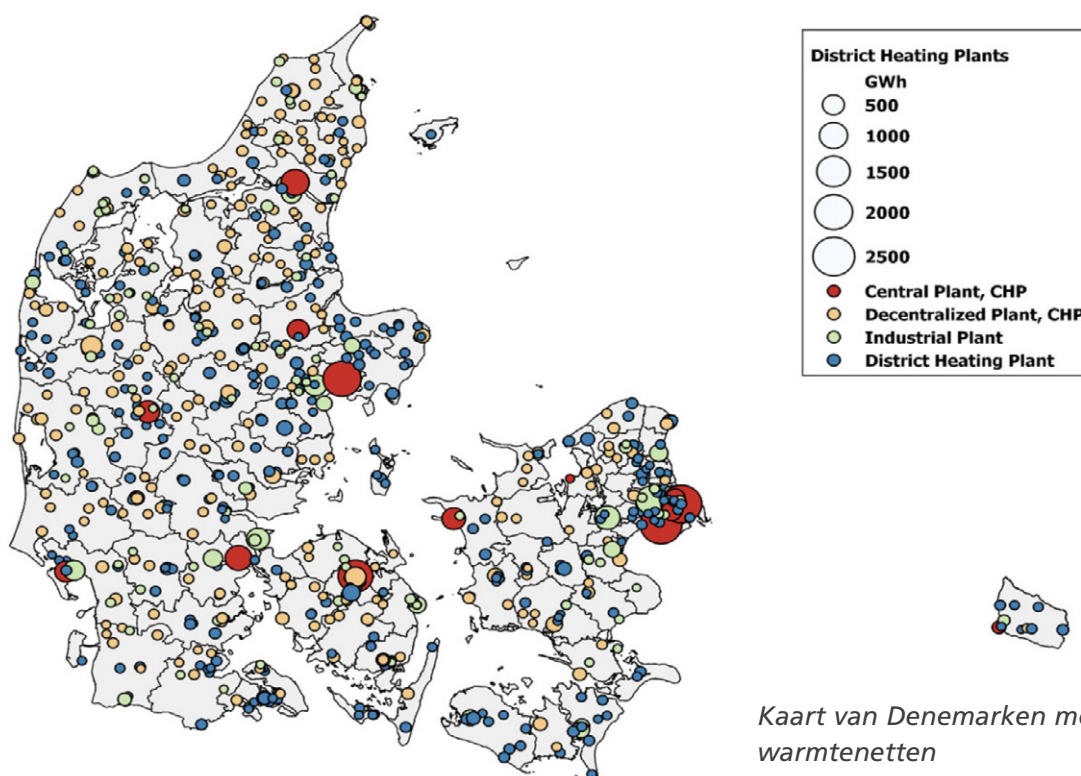 District Heating Plants
GWh
500
1000
1500
2000
2500
Central Plant, CHP
Decentralized Plant, CHP
Industrial Plant
District Heating Plant
Kaart van Denemarken
warmtenetten